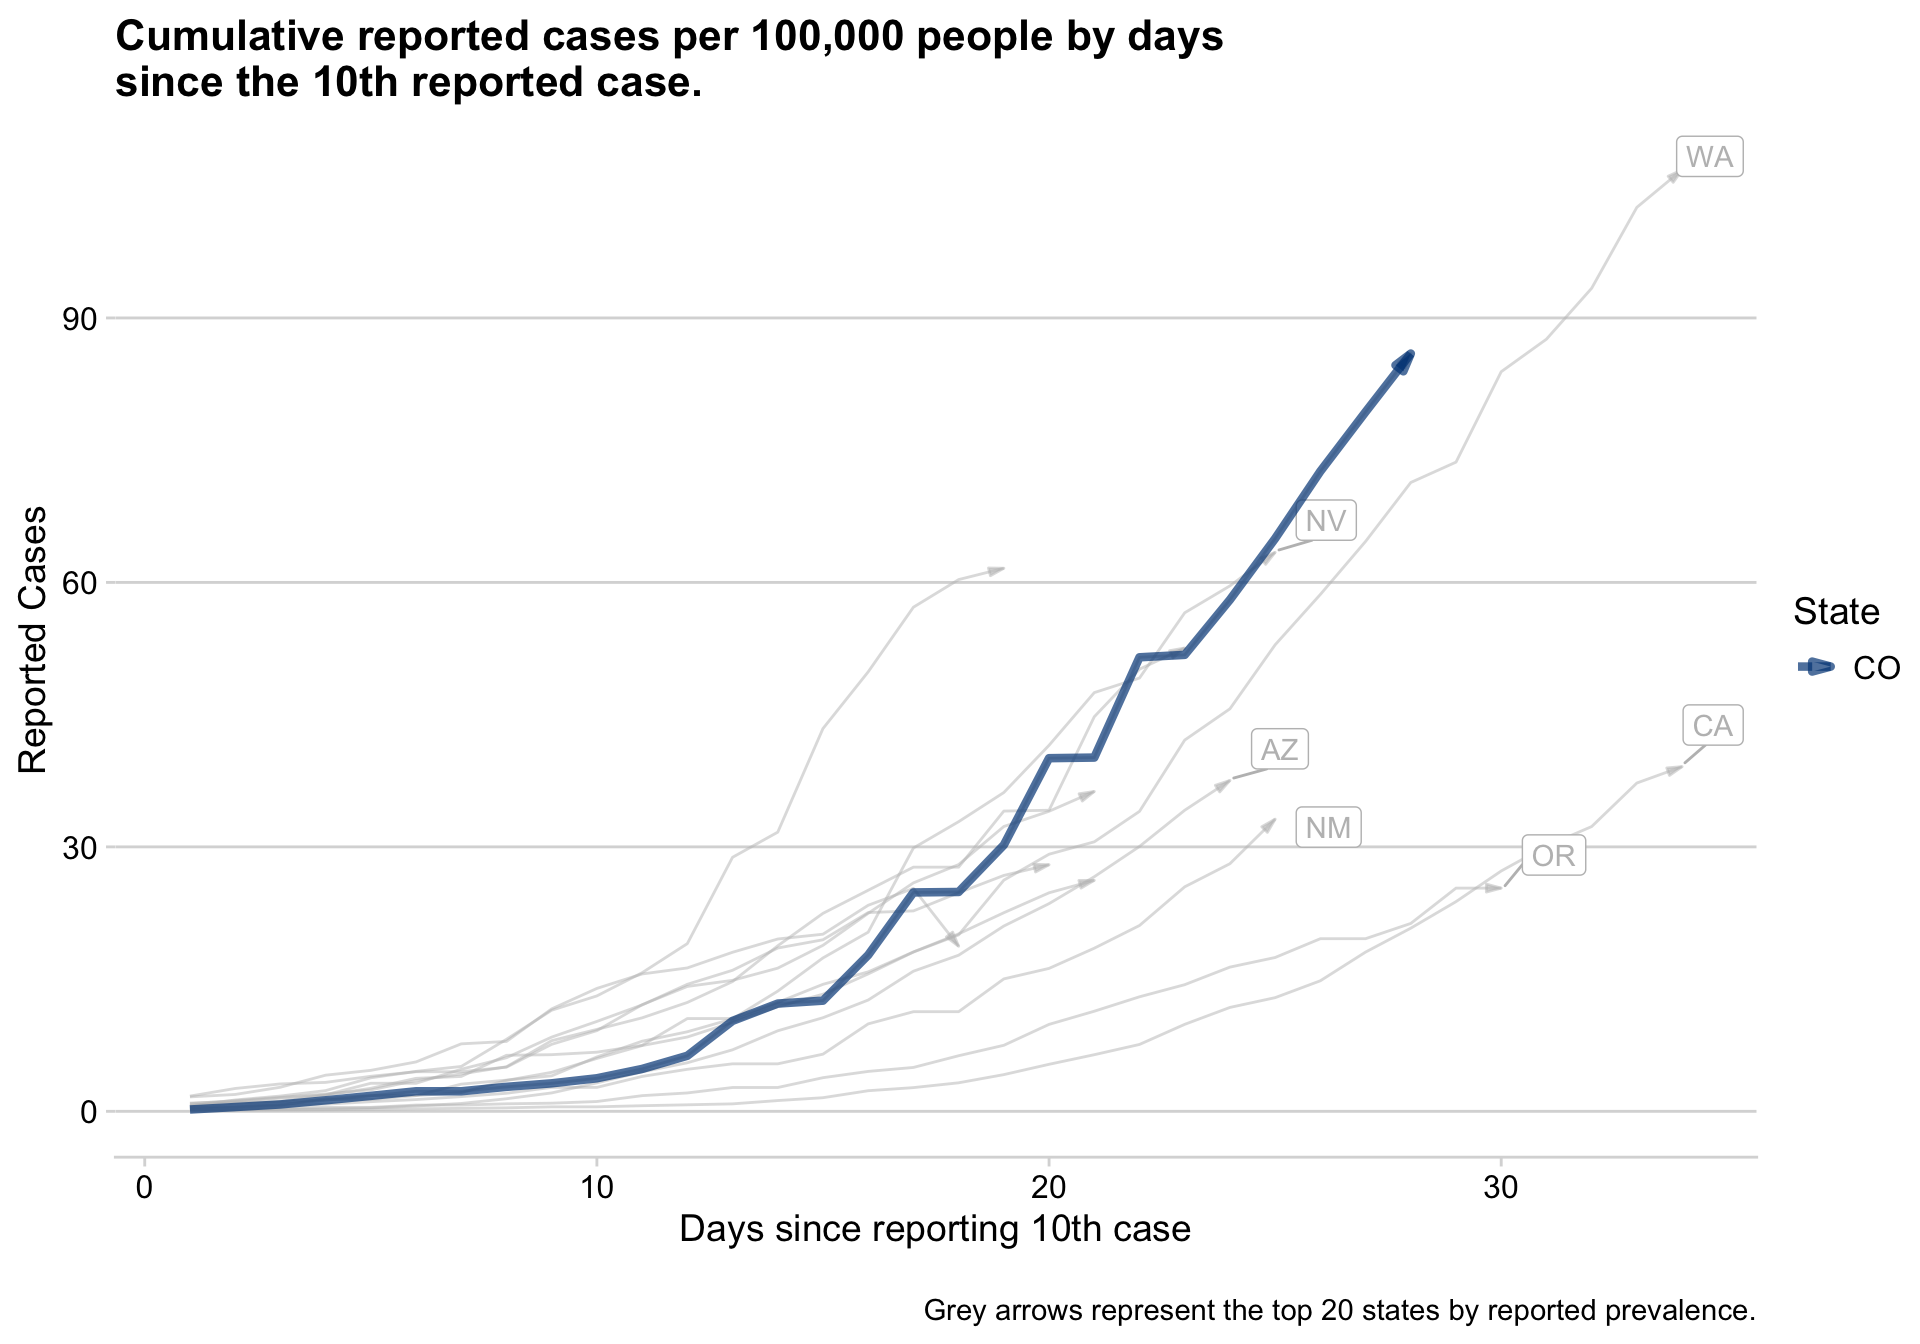 Cumulative reported cases per 100,000 people by days
since the 10th reported case.
WA
90
NV
60
Reported Cases
State
CO
CA
AZ
NM
30
OR
0
0 10 20 30
Days since reporting 10th case
Grey arrows represent the top 20 states by reported prevalence.